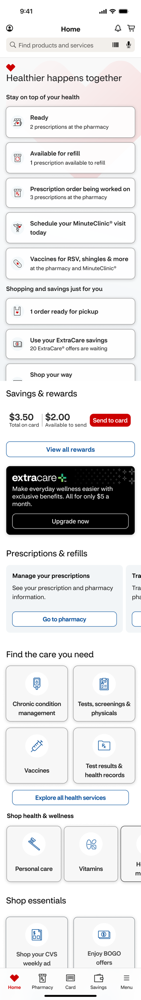 9:41
Home
Find products and services
Healthier happens together
Stay on top of your health
Ready
2 prescriptions at the pharmacy
Available for refill
1 prescription available to refill
Prescription order being worked on
3 prescriptions at the pharmacy
Schedule your MinuteClinic® visit
today
Vaccines for RSV, shingles & more
at the pharmacy and MinuteClinic®
Shopping and savings just for you
1 order ready for pickup
Use your ExtraCare savings
20 ExtraCare® offers are waiting
Shop your way
Savings & rewards
$3.50 $2.00
Total on card Available to send
Send to card
View all rewards
extracare™
Make everyday wellness easier with
exclusive benefits. All for only $5 a
month.
Upgrade now
Prescriptions & refills
Manage your prescriptions
See your prescription and pharmacy
information.
Go to pharmacy
Tra
Tra
pha
Find the care you need
Chronic condition
management
Tests, screenings &
physicals
Vaccines
Rx
Test results &
health records
Explore all health services
Shop health & wellness
Personal care
Vitamins
H
m
Shop essentials
Shop your CVS
weekly ad
Enjoy BOGO
offers
Home Pharmacy Card Savings Menu